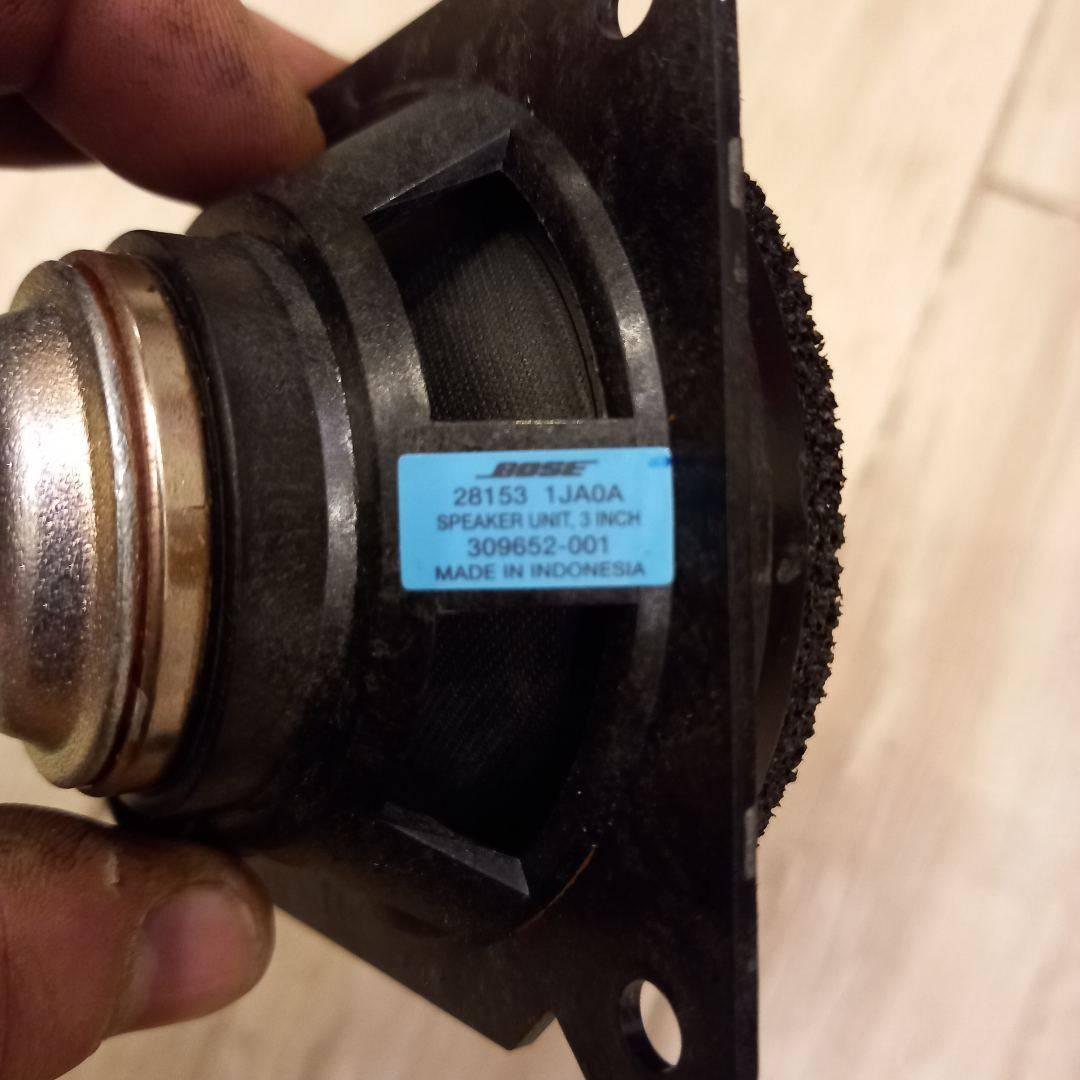 BOSE
28153 1JA0A
SPEAKER UNIT, 3 INCH
309652-001
MADE IN INDONESIA